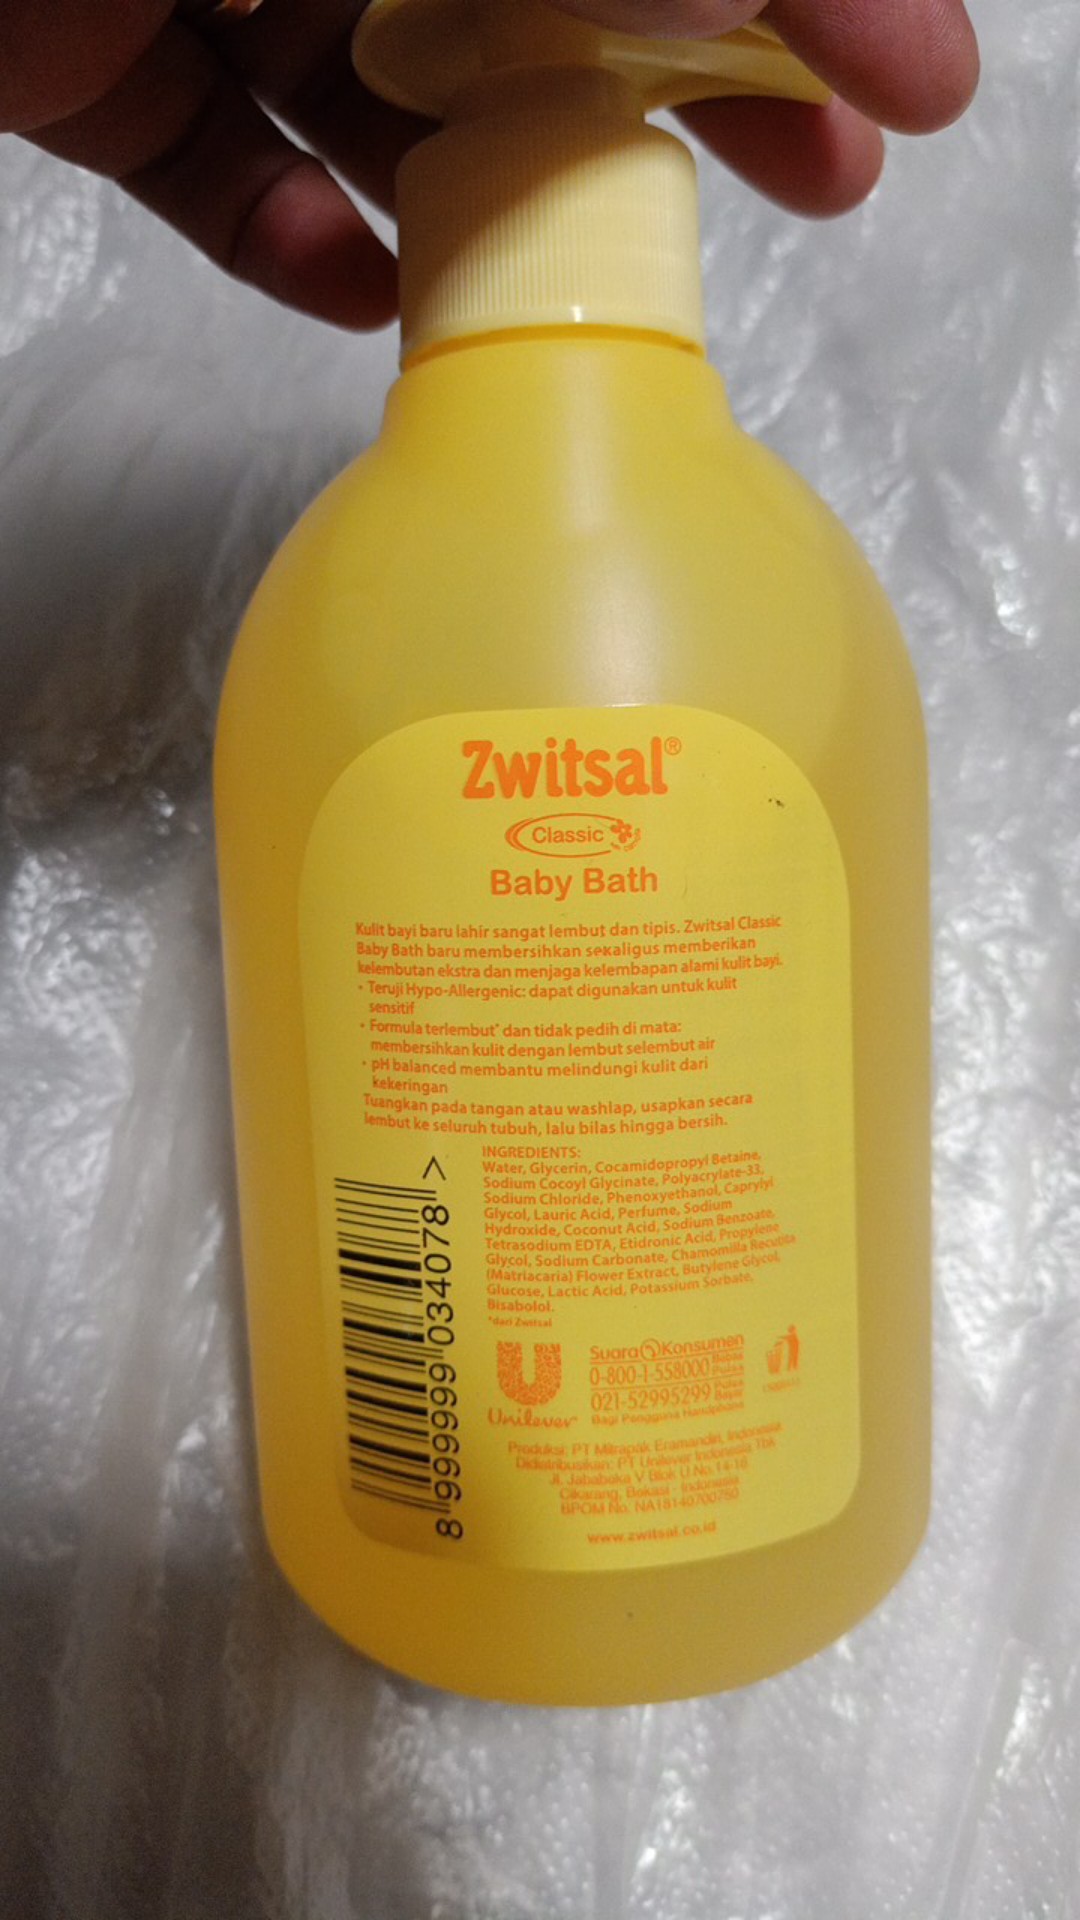 Zwitsal®
Classic
Baby Bath
Kulit bayi baru lahir sangat lembut dan tipis. Zwitsal Classic
Baby Bath baru membersihkan sekaligus memberikan
kelembutan ekstra dan menjaga kelembapan alami kulit bayi.
• Teruji Hypo-Allergenic: dapat digunakan untuk kulit
sensitif
• Formula terlembut* dan tidak pedih di mata:
membersihkan kulit dengan lembut selembut air
• pH balanced membantu melindungi kulit dari
kekeringan
Tuangkan pada tangan atau washlap, usapkan secara
lembut ke seluruh tubuh, lalu bilas hingga bersih.
INGREDIENTS:
Water, Glycerin, Cocamidopropyl Betaine,
Sodium Cocoyl Glycinate, Polyacrylate-33,
Sodium Chloride, Phenoxyethanol, Caprylyl
Glycol, Lauric Acid, Perfume, Sodium
Hydroxide, Coconut Acid, Sodium Benzoate,
Tetrasodium EDTA, Etidronic Acid, Propylene
Glycol, Sodium Carbonate, Chamomilla Recutita
(Matriacaria) Flower Extract, Butylene Glycol,
Glucose, Lactic Acid, Potassium Sorbate,
Bisabolol.
*dari Zwitsal
8 999999 034078 >
Unilever
Suara Konsumen
0-800-1-558000 Bebas Pulsa
021-52995299 Pulsa Bayar
Bagi Pengguna Handphone
Produksi: PT Mitrapak Eramandiri, Indonesia
Didistribusikan: PT Unilever Indonesia Tbk
Jl. Jababeka V Blok U No. 14-16
Cikarang, Bekasi - Indonesia
BPOM No. NA18140700780
www.zwitsal.co.id